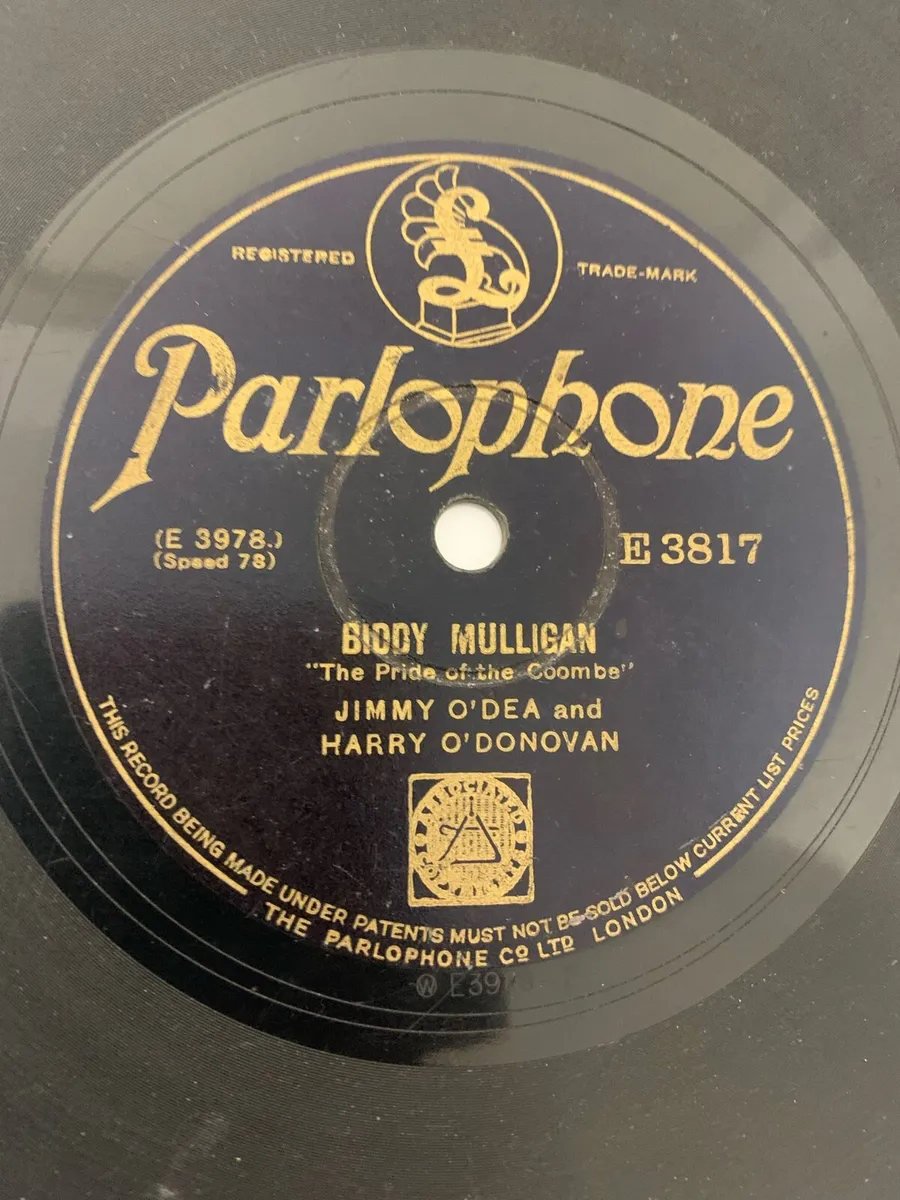 REGISTERED TRADE-MARK
£
Parlophone
(E 3978.) E 3817
(Speed 78)
BIDDY MULLIGAN
"The Pride of the Coombe"
JIMMY O'DEA and
HARRY O'DONOVAN
ASSOCIATED
THIS RECORD BEING MADE UNDER PATENTS MUST NOT BE SOLD BELOW CURRENT LIST PRICES
THE PARLOPHONE Cº LTD LONDON
Ⓦ E397